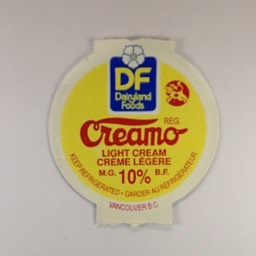 DF
Dairyland
Foods
REG.
Creamo
LIGHT CREAM
CRÈME LÉGÈRE
M.G. 10% B.F.
KEEP REFRIGERATED • GARDER AU RÉFRIGÉRATEUR
VANCOUVER B.C.